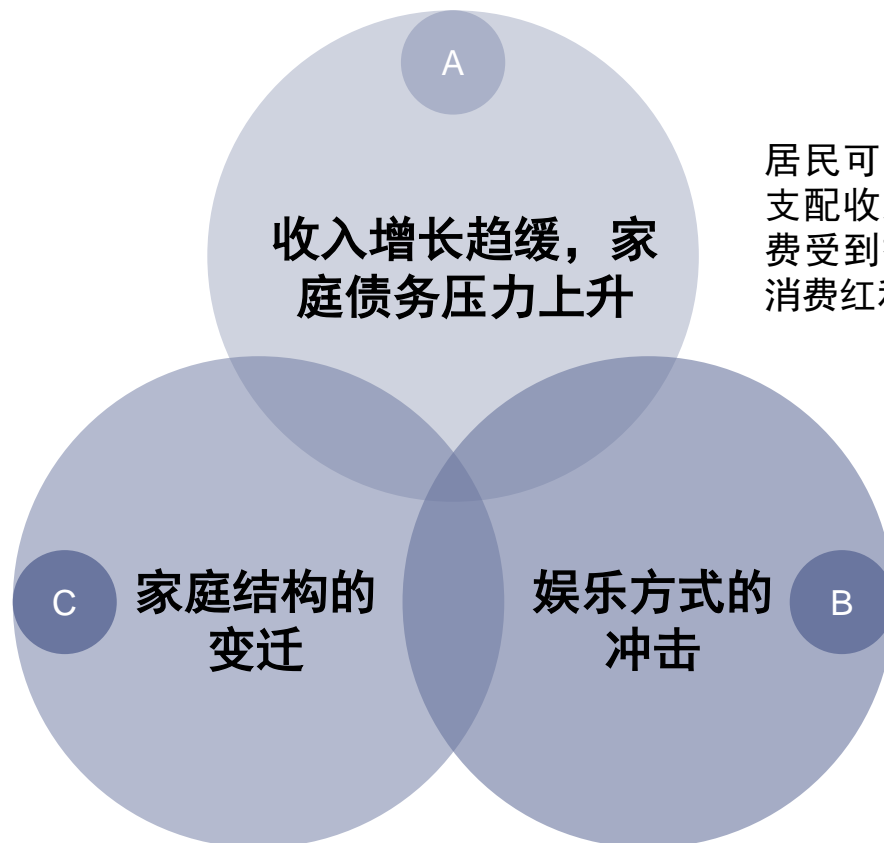 A
收入增长趋缓，家
庭债务压力上升
居民可
支配收
费受到
消费红
C
家庭结构的
变迁
娱乐方式的
冲击
B